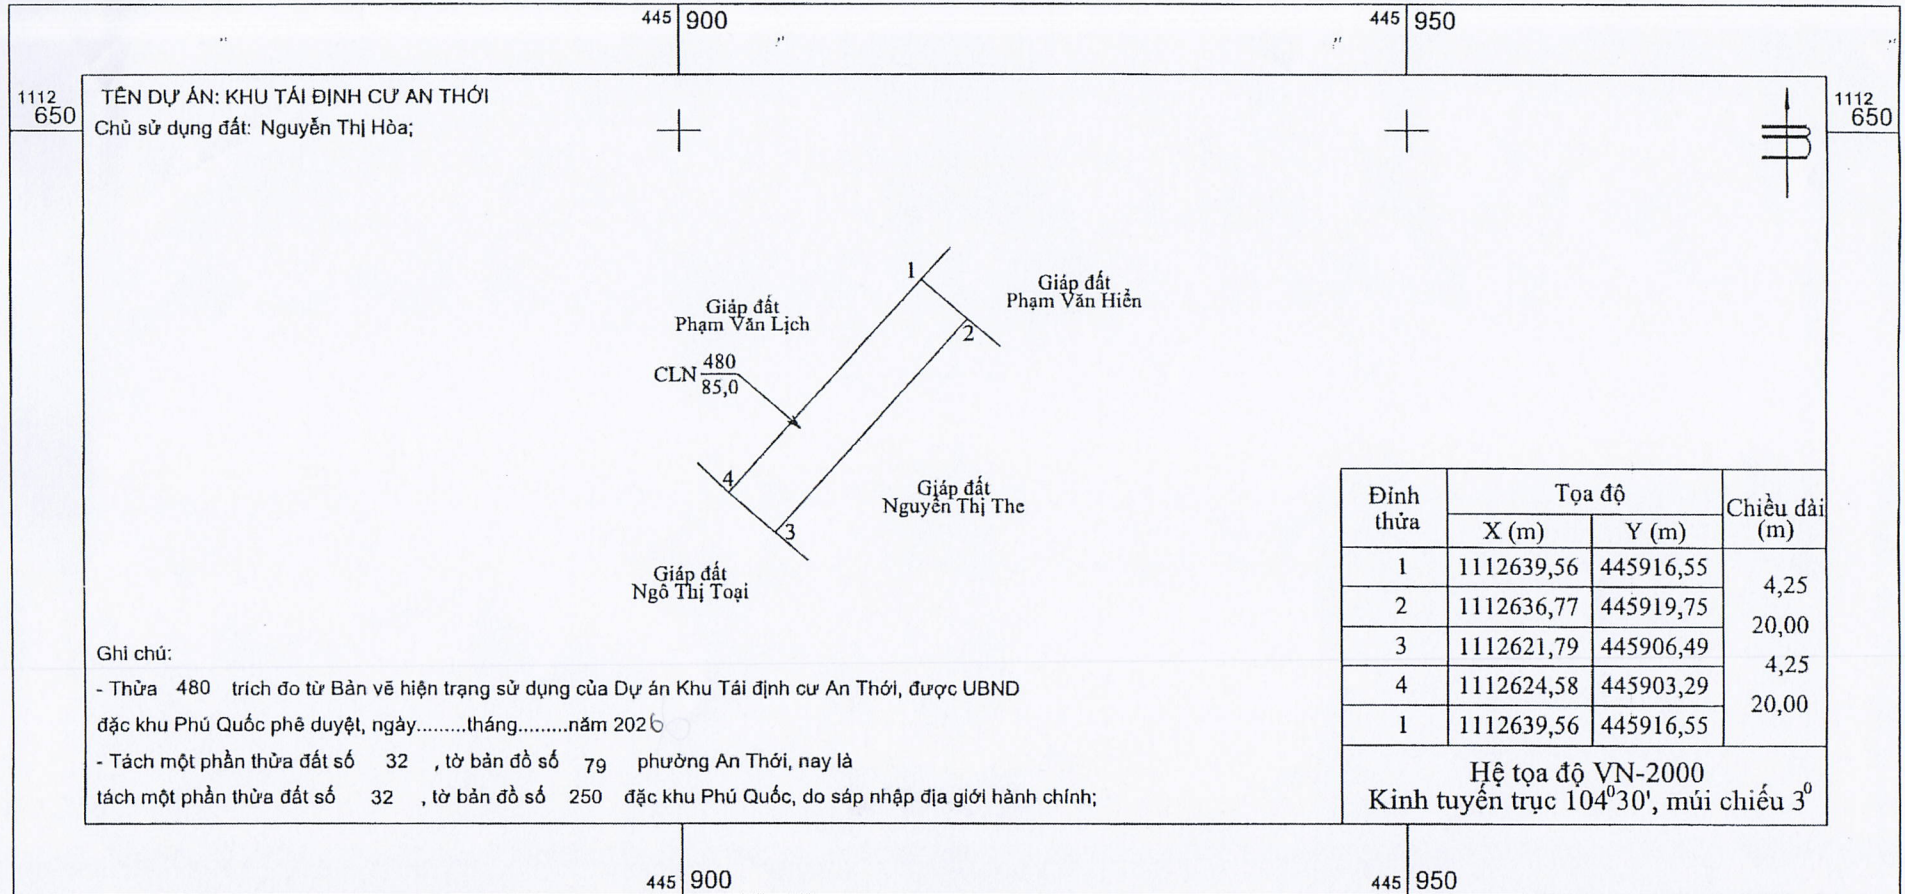 445 900
445 950
1112
650
1112
650
TÊN DỰ ÁN: KHU TÁI ĐỊNH CƯ AN THỚI
Chủ sử dụng đất: Nguyễn Thị Hòa;
1
Giáp đất
Phạm Văn Hiển
Giáp đất
Phạm Văn Lịch
2
CLN 480
85,0
4
Giáp đất
Nguyễn Thị The
3
Giáp đất
Ngô Thị Toại
Đỉnh thửa Tọa độ Chiều dài (m)
X (m) Y (m)
1 1112639,56 445916,55
4,25
2 1112636,77 445919,75
20,00
3 1112621,79 445906,49
4,25
4 1112624,58 445903,29
20,00
1 1112639,56 445916,55
Hệ tọa độ VN-2000
Kinh tuyến trục 104⁰30', múi chiếu 3⁰
Ghi chú:
- Thửa 480 trích đo từ Bản vẽ hiện trạng sử dụng của Dự án Khu Tái định cư An Thới, được UBND
đặc khu Phú Quốc phê duyệt, ngày.........tháng.........năm 2026
- Tách một phần thửa đất số 32 , tờ bản đồ số 79 phường An Thới, nay là
tách một phần thửa đất số 32 , tờ bản đồ số 250 đặc khu Phú Quốc, do sáp nhập địa giới hành chính;
445 900
445 950